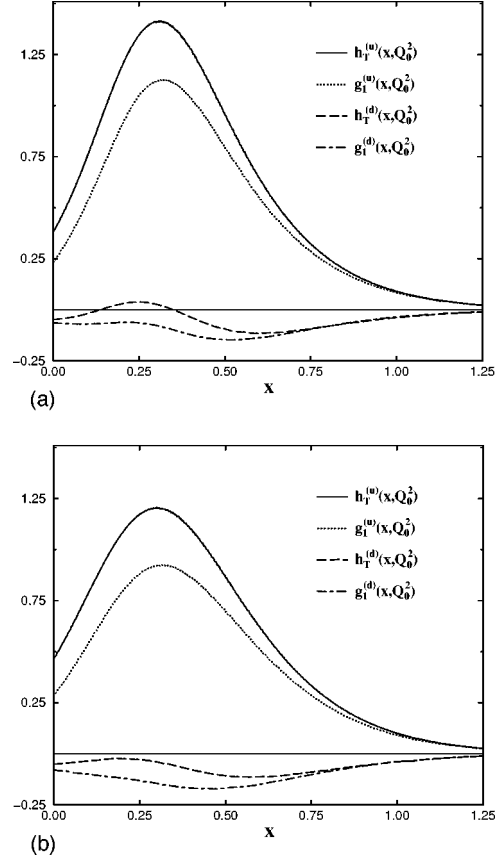 1.25
0.75
0.25
−0.25
h_T^(u)(x,Q_0^2)
g_1^(u)(x,Q_0^2)
h_T^(d)(x,Q_0^2)
g_1^(d)(x,Q_0^2)
0.00 0.25 0.50 0.75 1.00 1.25
x
(a)
1.25
0.75
0.25
−0.25
h_T^(u)(x,Q_0^2)
g_1^(u)(x,Q_0^2)
h_T^(d)(x,Q_0^2)
g_1^(d)(x,Q_0^2)
0.00 0.25 0.50 0.75 1.00 1.25
x
(b)